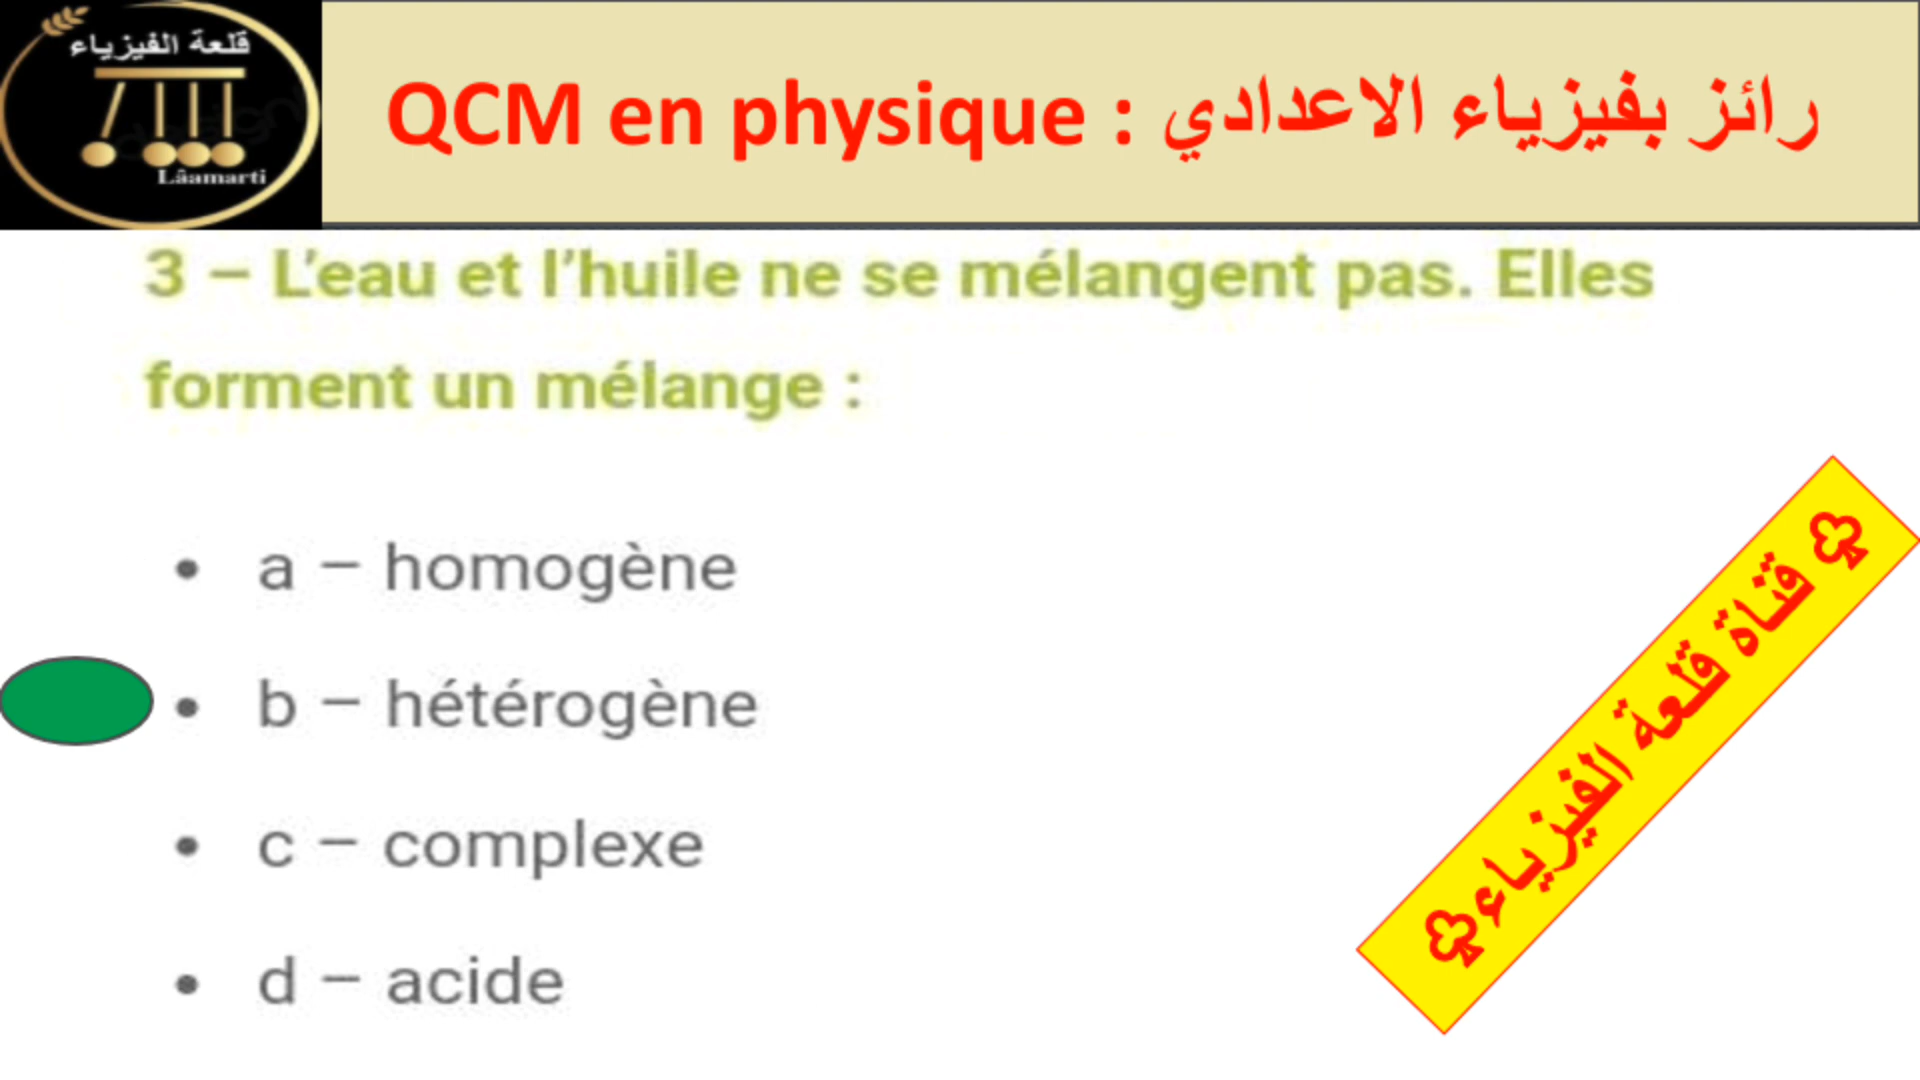 قلعة الفيزياء
Lâamarti
QCM en physique : رائز بفيزياء الاعدادي
3 – L’eau et l’huile ne se mélangent pas. Elles
forment un mélange :
• a – homogène
• b – hétérogène
• c – complexe
• d – acide
♧ قناة قلعة الفيزياء♧